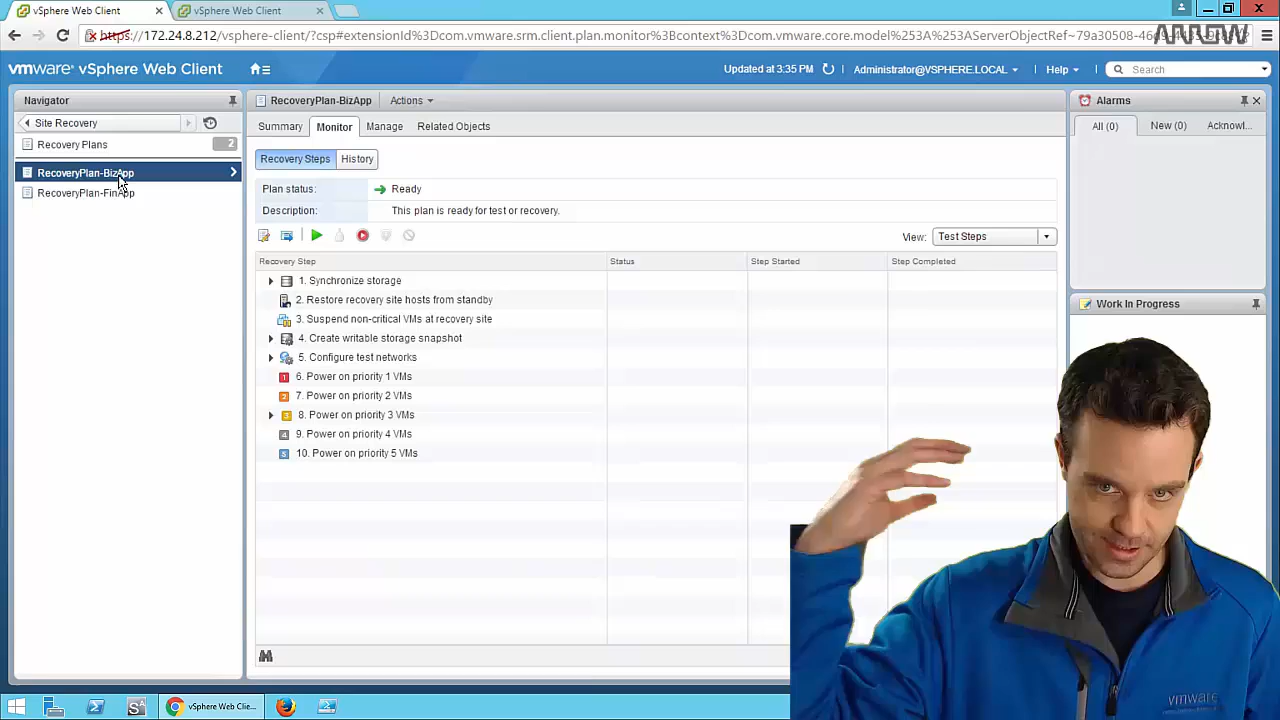 vSphere Web Client
vSphere Web Client
https://172.24.8.212/vsphere-client/?csp#extensionId%3Dcom.vmware.srm.client.plan.monitor%3Bcontext%3Dcom.vmware.core.model%253A%253AServerObjectRef~79a30508-46
ARROW
vmware® vSphere Web Client
Updated at 3:35 PM
Administrator@VSPHERE.LOCAL
Help
Search
Navigator
Site Recovery
Recovery Plans
2
RecoveryPlan-BizApp
RecoveryPlan-FinApp
RecoveryPlan-BizApp
Actions
Summary
Monitor
Manage
Related Objects
Recovery Steps
History
Plan status:
Ready
Description:
This plan is ready for test or recovery.
View:
Test Steps
Recovery Step
Status
Step Started
Step Completed
1. Synchronize storage
2. Restore recovery site hosts from standby
3. Suspend non-critical VMs at recovery site
4. Create writable storage snapshot
5. Configure test networks
1 6. Power on priority 1 VMs
2 7. Power on priority 2 VMs
3 8. Power on priority 3 VMs
4 9. Power on priority 4 VMs
5 10. Power on priority 5 VMs
Alarms
All (0)
New (0)
Acknowl...
Work In Progress
vmware
vSphere Web Clie...